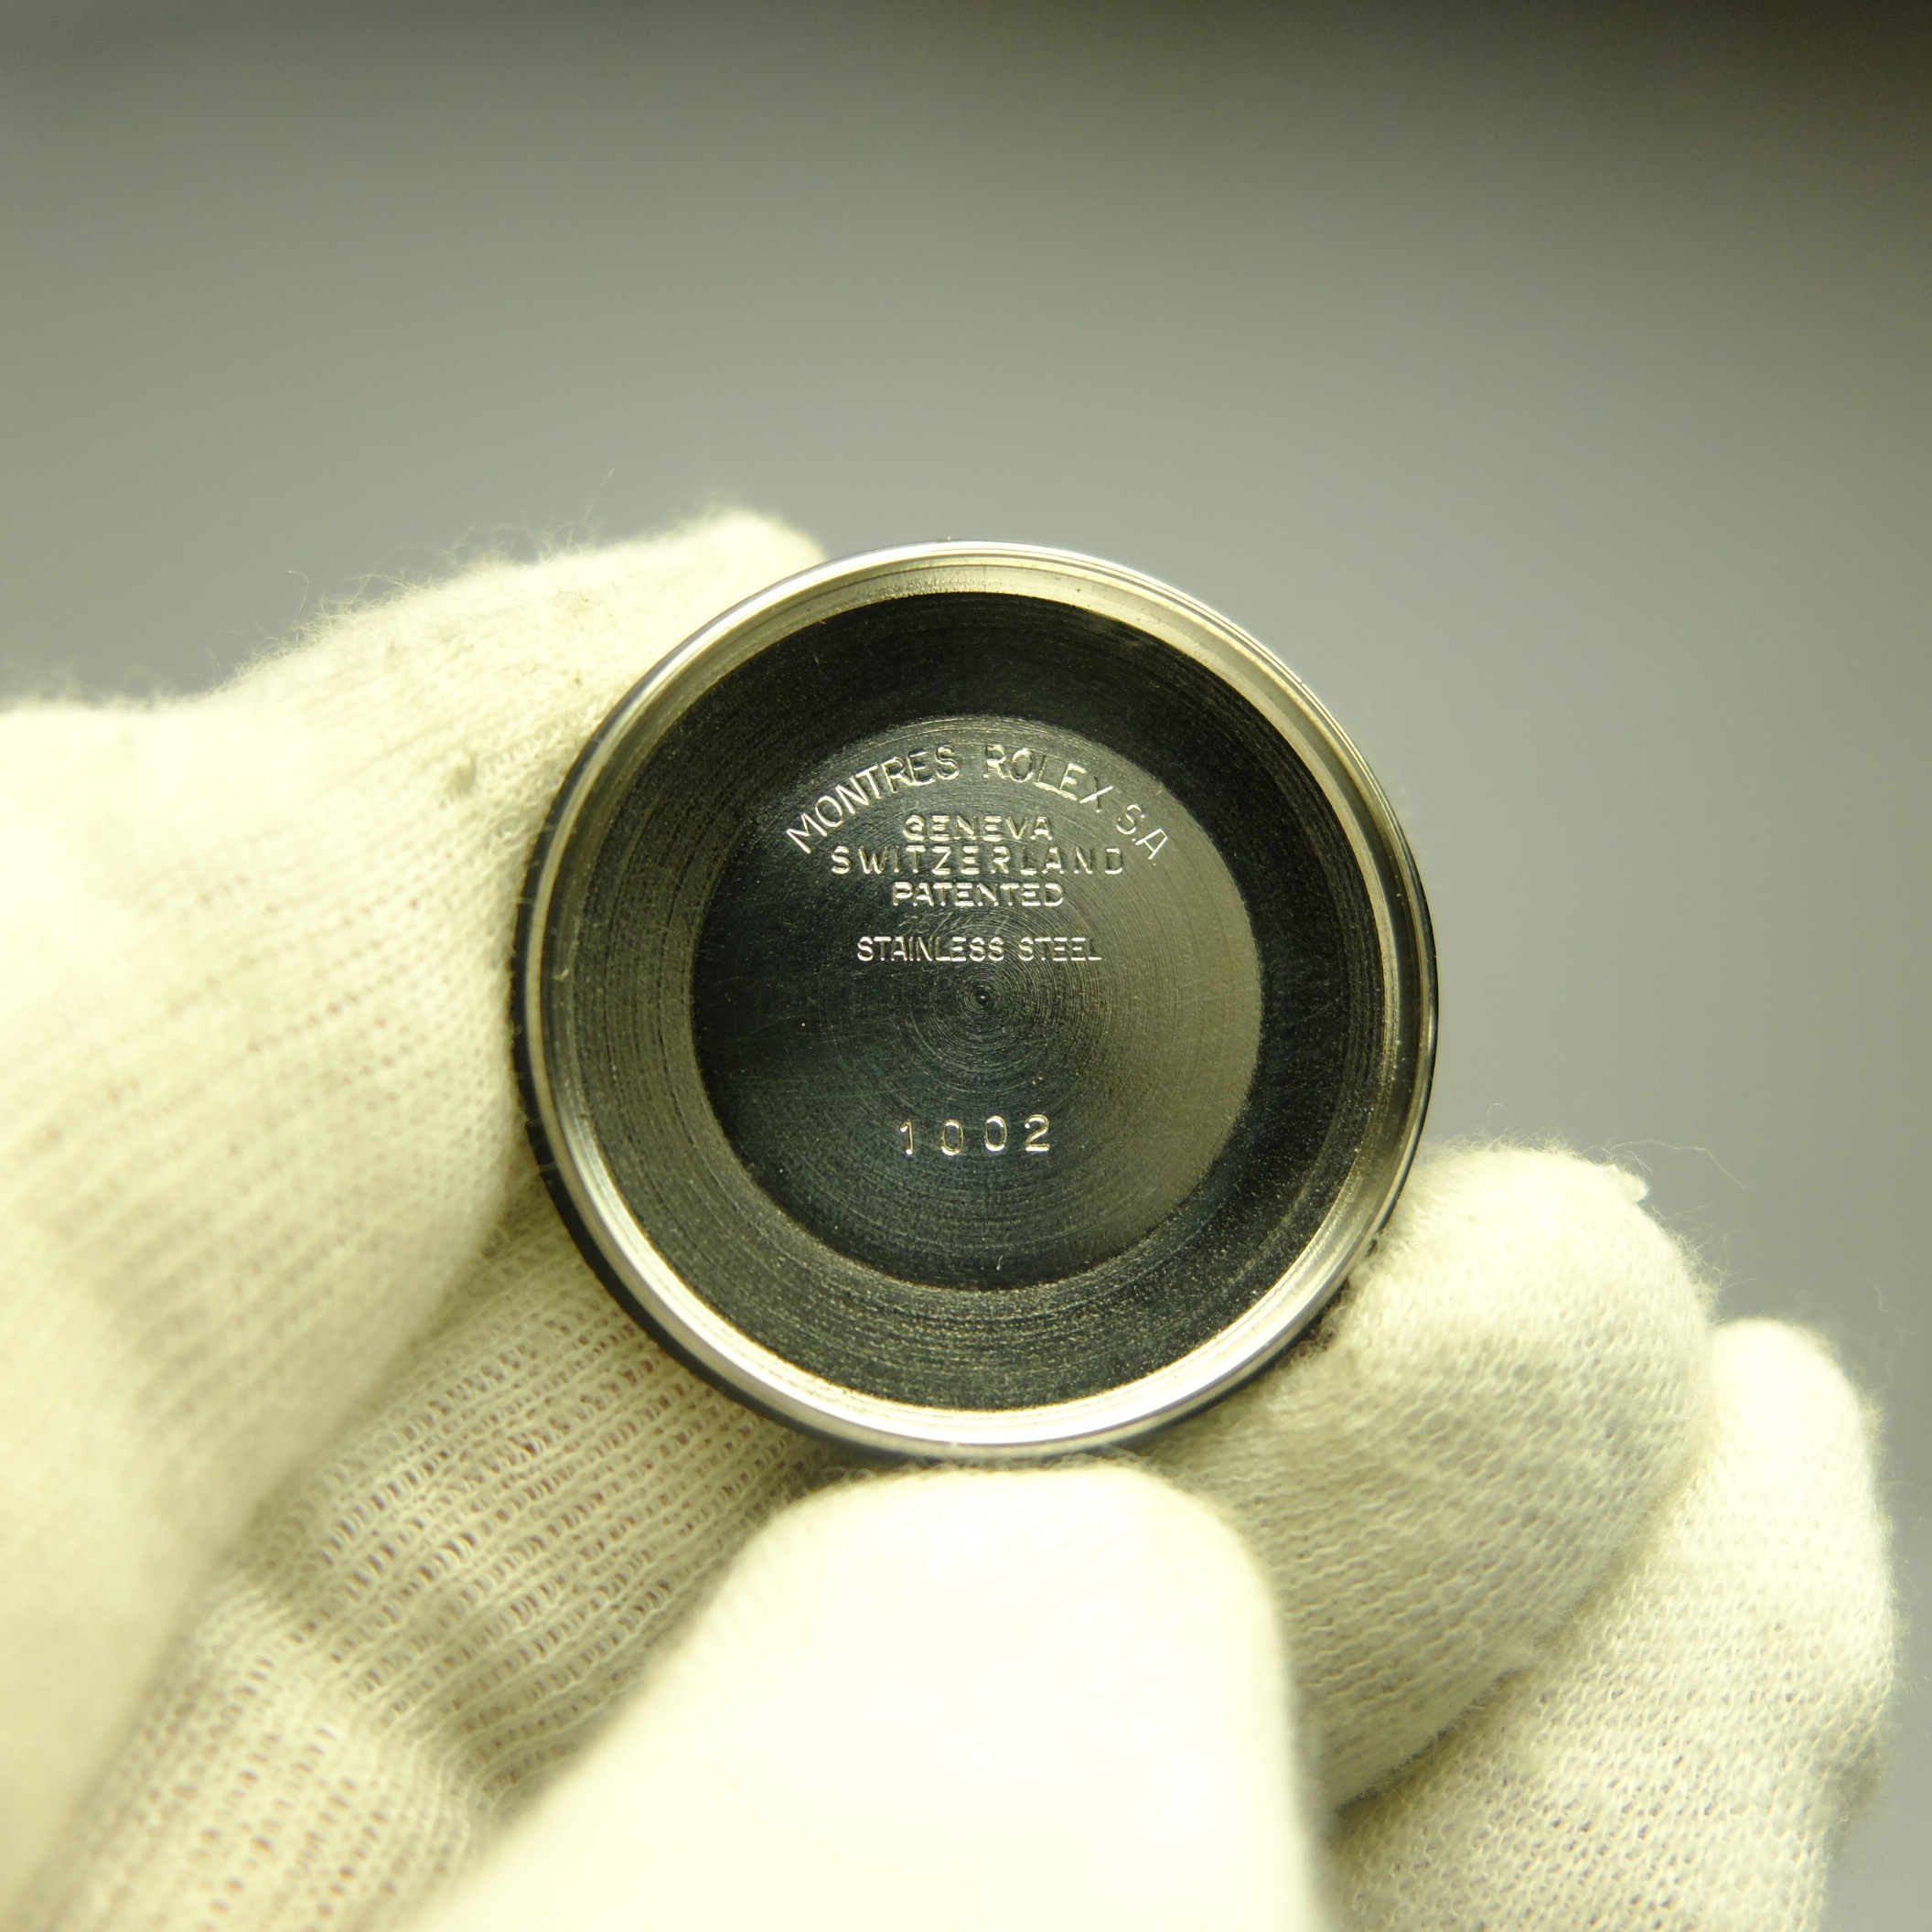 MONTRES ROLEX S.A.
GENEVA
SWITZERLAND
PATENTED
STAINLESS STEEL
1002